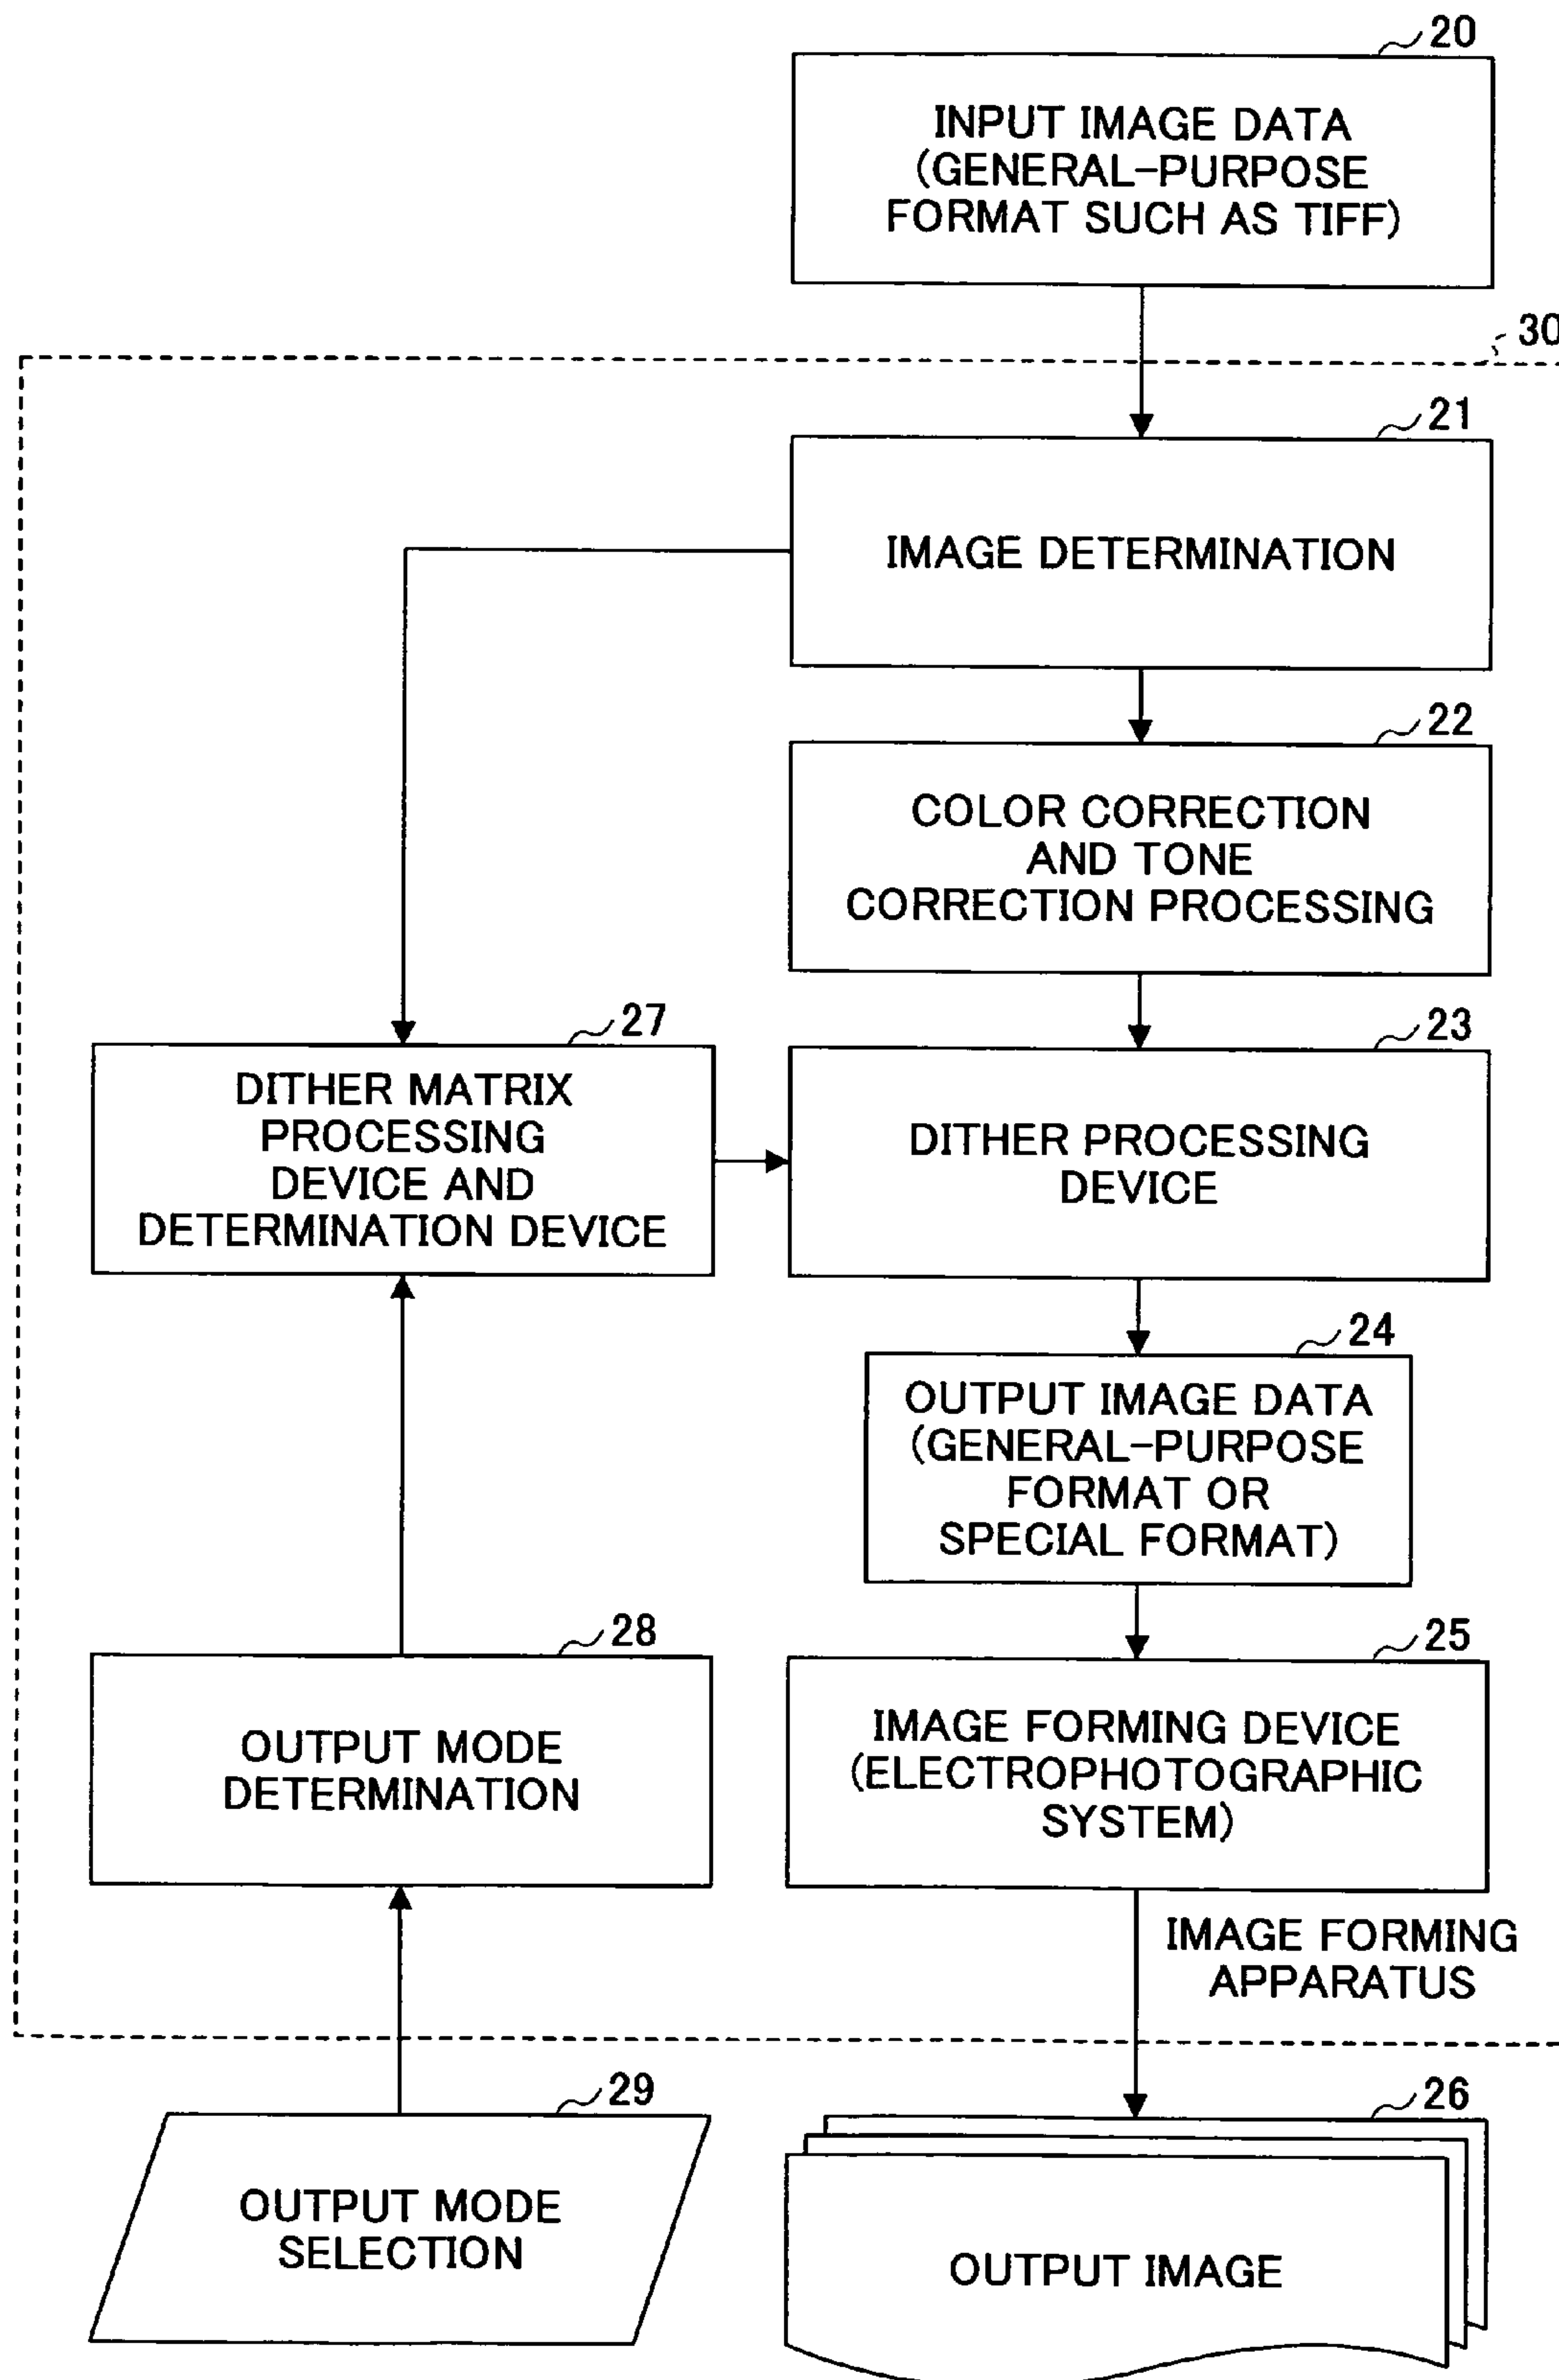 20
INPUT IMAGE DATA
(GENERAL-PURPOSE
FORMAT SUCH AS TIFF)
30
21
IMAGE DETERMINATION
22
COLOR CORRECTION
AND TONE
CORRECTION PROCESSING
27
DITHER MATRIX
PROCESSING
DEVICE AND
DETERMINATION DEVICE
23
DITHER PROCESSING
DEVICE
24
OUTPUT IMAGE DATA
(GENERAL-PURPOSE
FORMAT OR
SPECIAL FORMAT)
28
OUTPUT MODE
DETERMINATION
25
IMAGE FORMING DEVICE
(ELECTROPHOTOGRAPHIC
SYSTEM)
IMAGE FORMING
APPARATUS
29
OUTPUT MODE
SELECTION
26
OUTPUT IMAGE